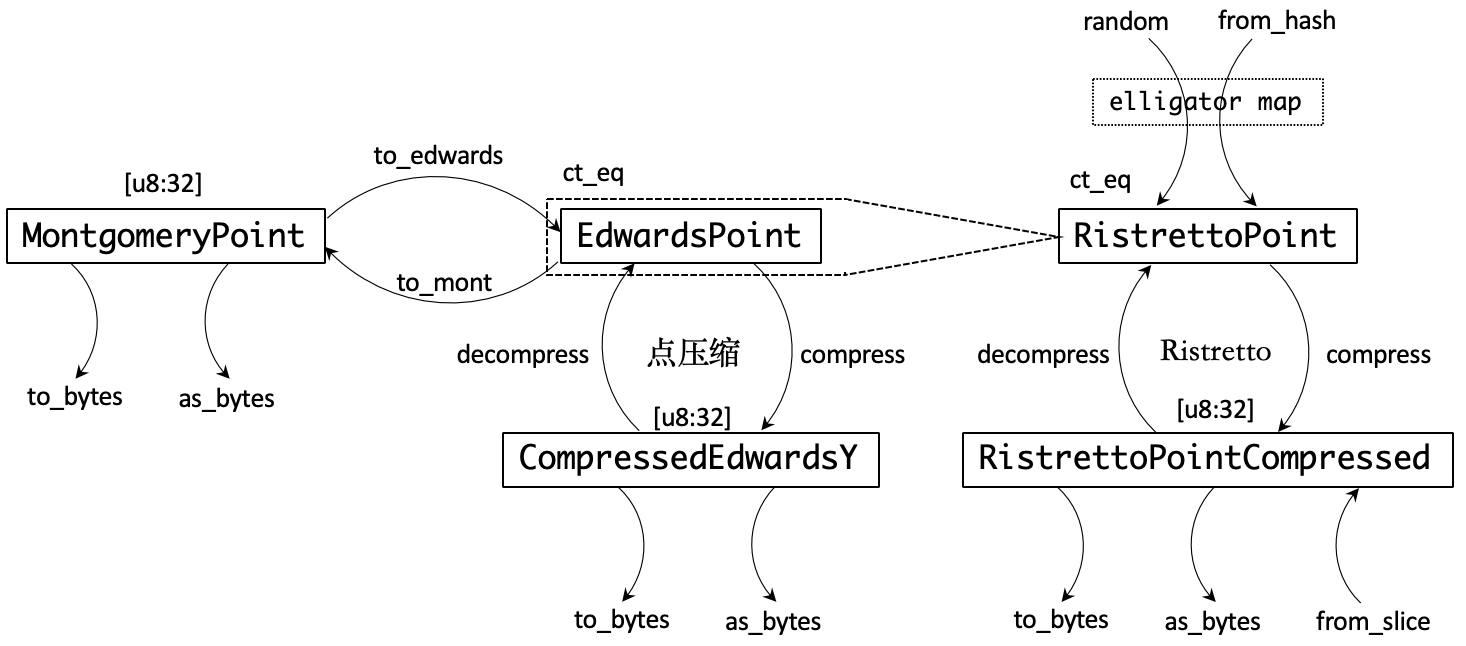 random
from_hash
elligator map
to_edwards
ct_eq
ct_eq
[u8:32]
MontgomeryPoint
EdwardsPoint
RistrettoPoint
to_mont
decompress
点压缩
compress
decompress
Ristretto
compress
to_bytes
as_bytes
[u8:32]
[u8:32]
CompressedEdwardsY
RistrettoPointCompressed
to_bytes
as_bytes
to_bytes
as_bytes
from_slice